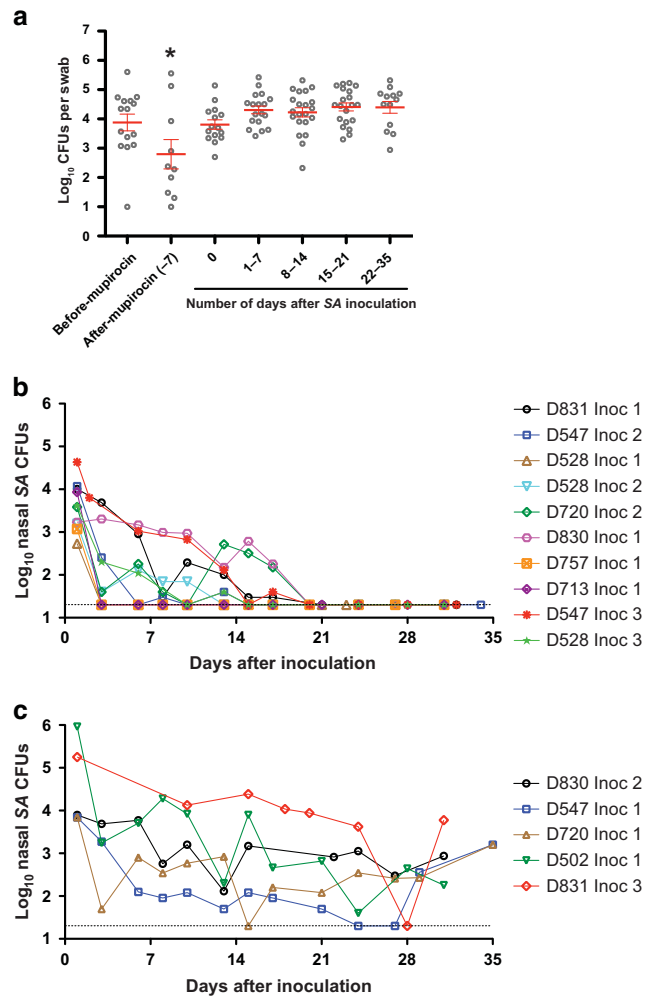 a
*
Log10 CFUs per swab
7
6
5
4
3
2
1
0
Before-mupirocin
After-mupirocin (−7)
0
1–7
8–14
15–21
22–35
Number of days after SA inoculation
b
Log10 nasal SA CFUs
6
5
4
3
2
1
0
7
14
21
28
35
Days after inoculation
D831 Inoc 1
D547 Inoc 2
D528 Inoc 1
D528 Inoc 2
D720 Inoc 2
D830 Inoc 1
D757 Inoc 1
D713 Inoc 1
D547 Inoc 3
D528 Inoc 3
c
Log10 nasal SA CFUs
6
5
4
3
2
1
0
7
14
21
28
35
Days after inoculation
D830 Inoc 2
D547 Inoc 1
D720 Inoc 1
D502 Inoc 1
D831 Inoc 3